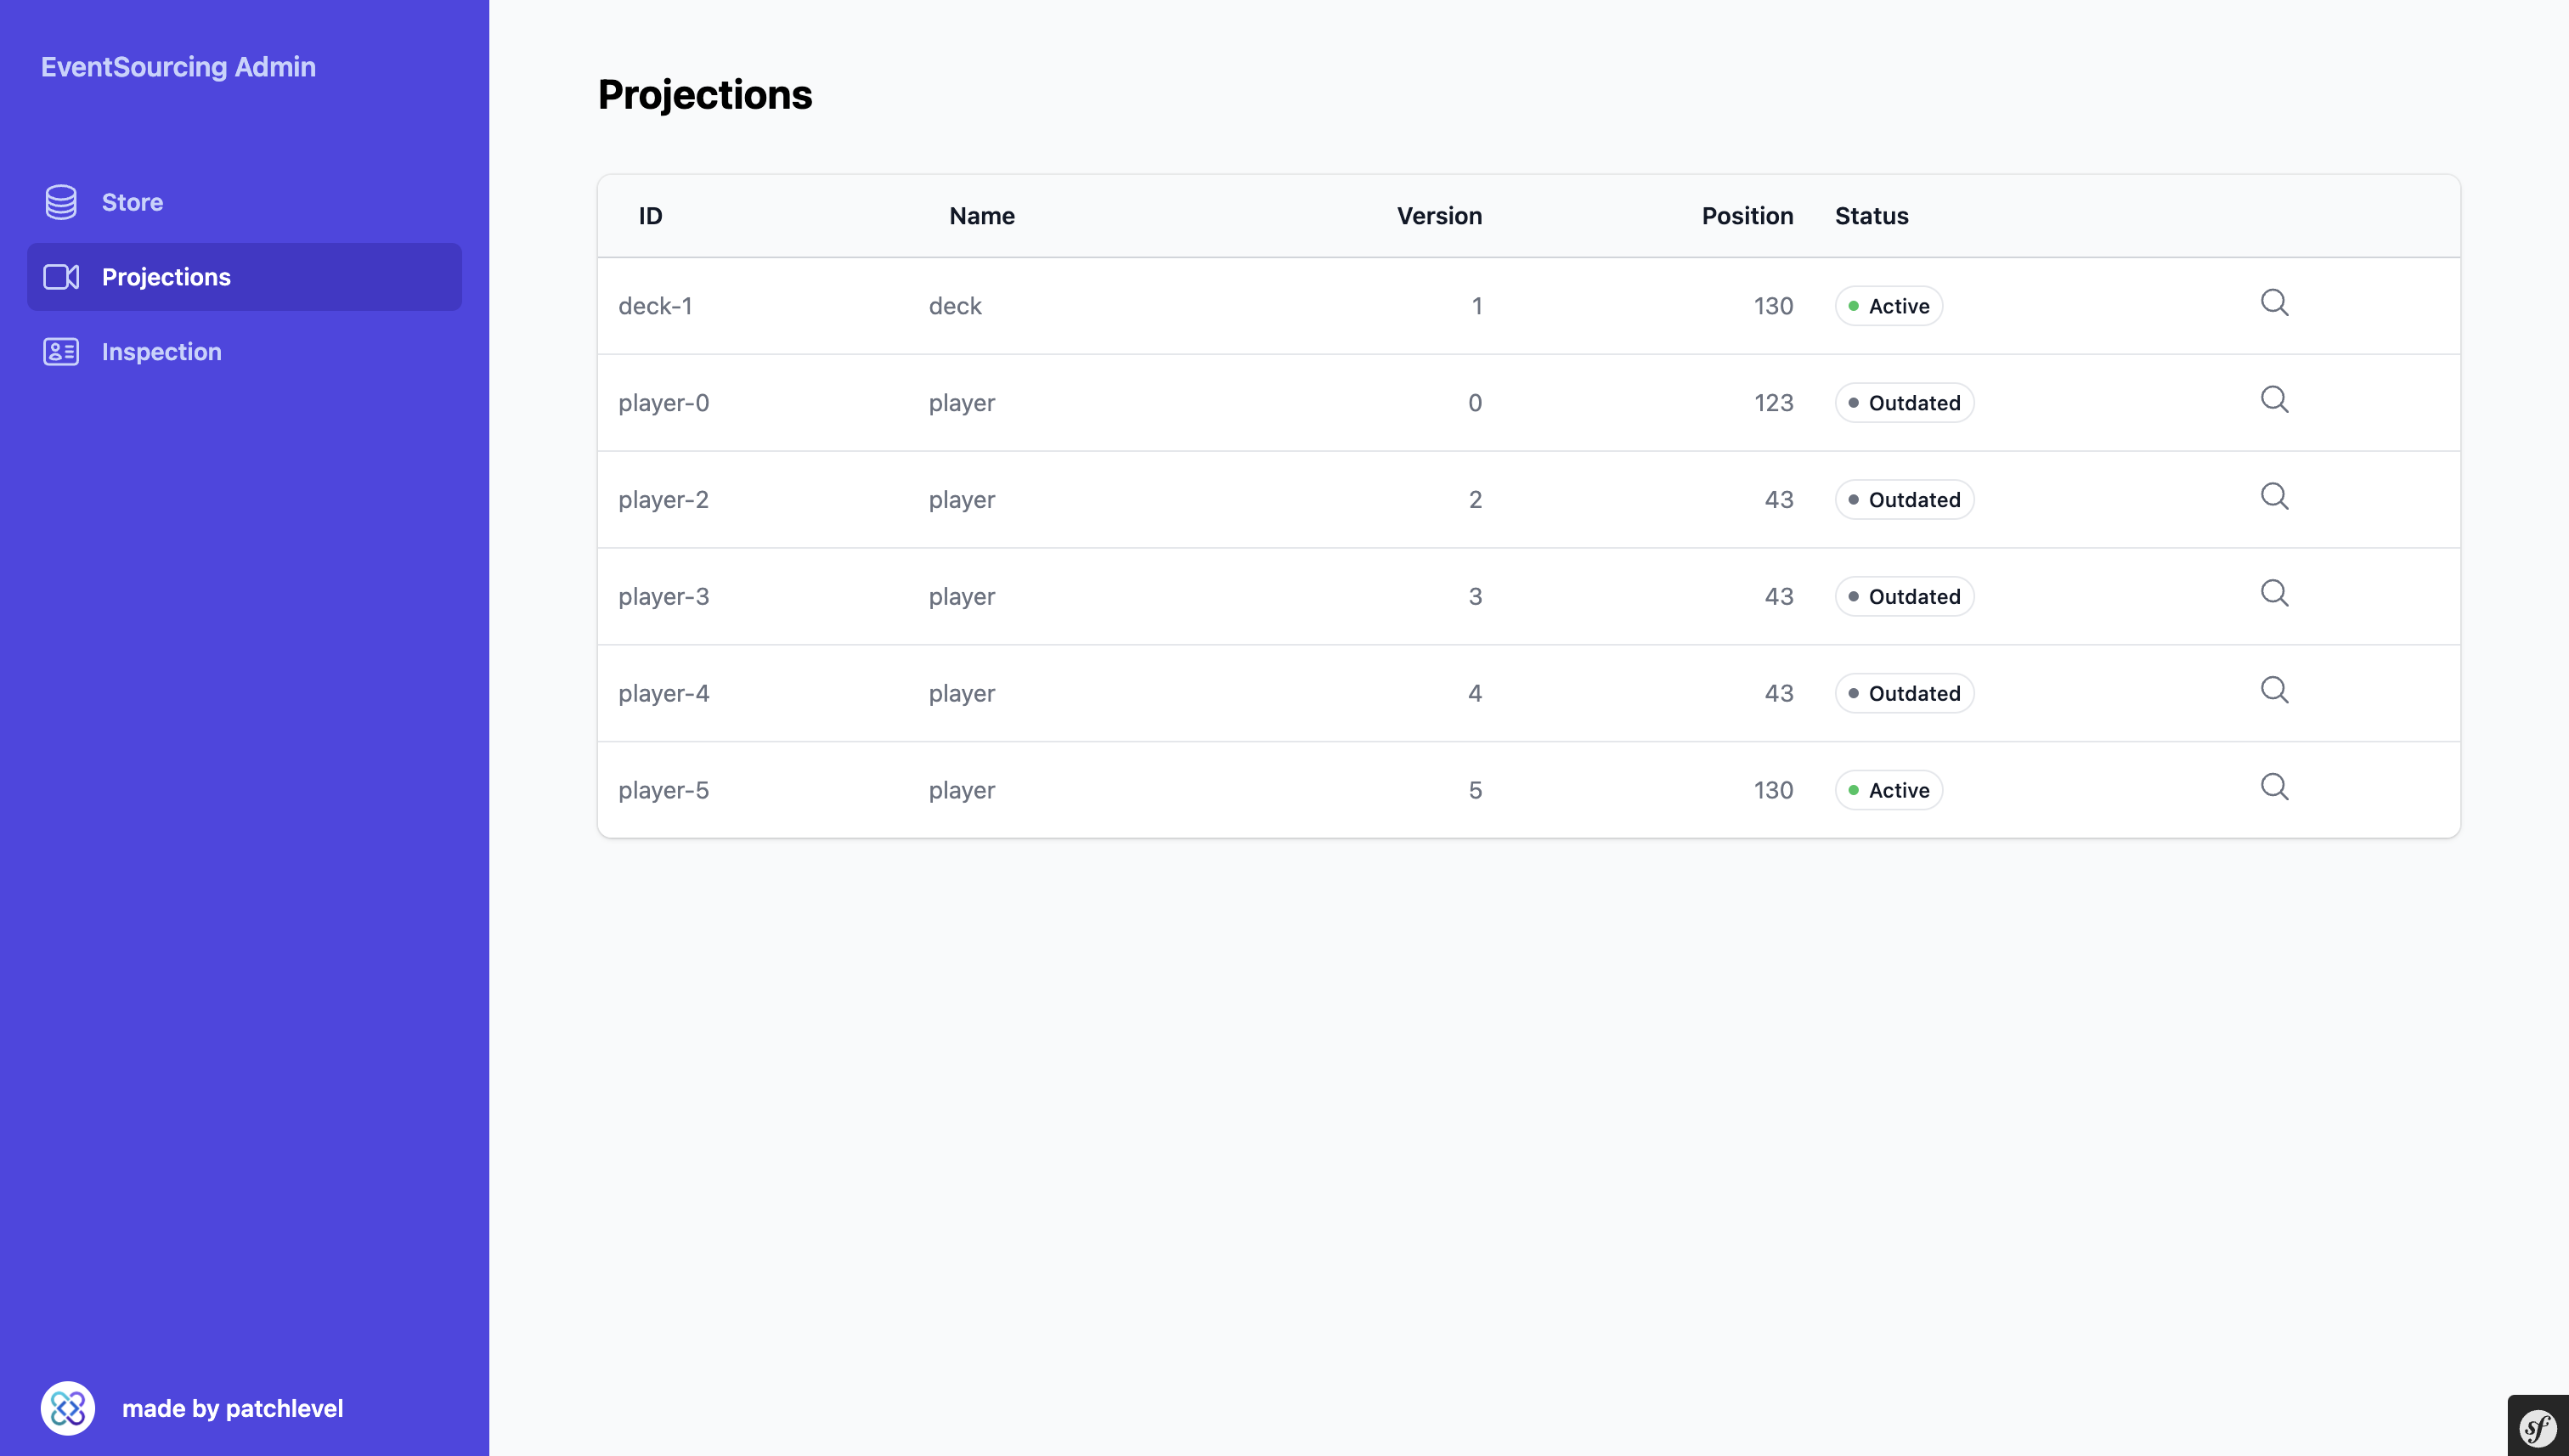 EventSourcing Admin
Store
Projections
Inspection
made by patchlevel
Projections
ID Name Version Position Status
deck-1 deck 1 130 Active
player-0 player 0 123 Outdated
player-2 player 2 43 Outdated
player-3 player 3 43 Outdated
player-4 player 4 43 Outdated
player-5 player 5 130 Active
sf